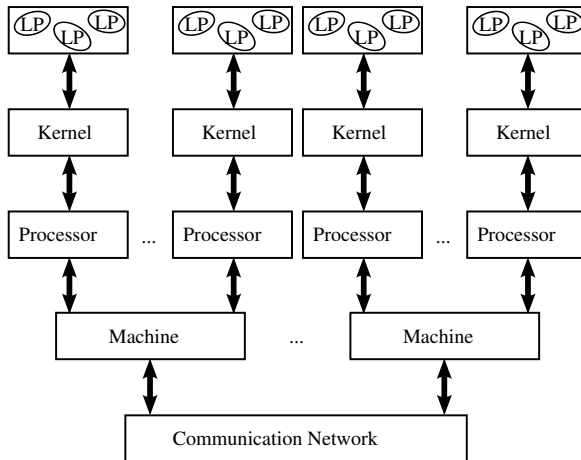 LP LP LP LP LP LP LP LP LP LP LP LP
Kernel Kernel Kernel Kernel
Processor ... Processor Processor ... Processor
Machine ... Machine
Communication Network